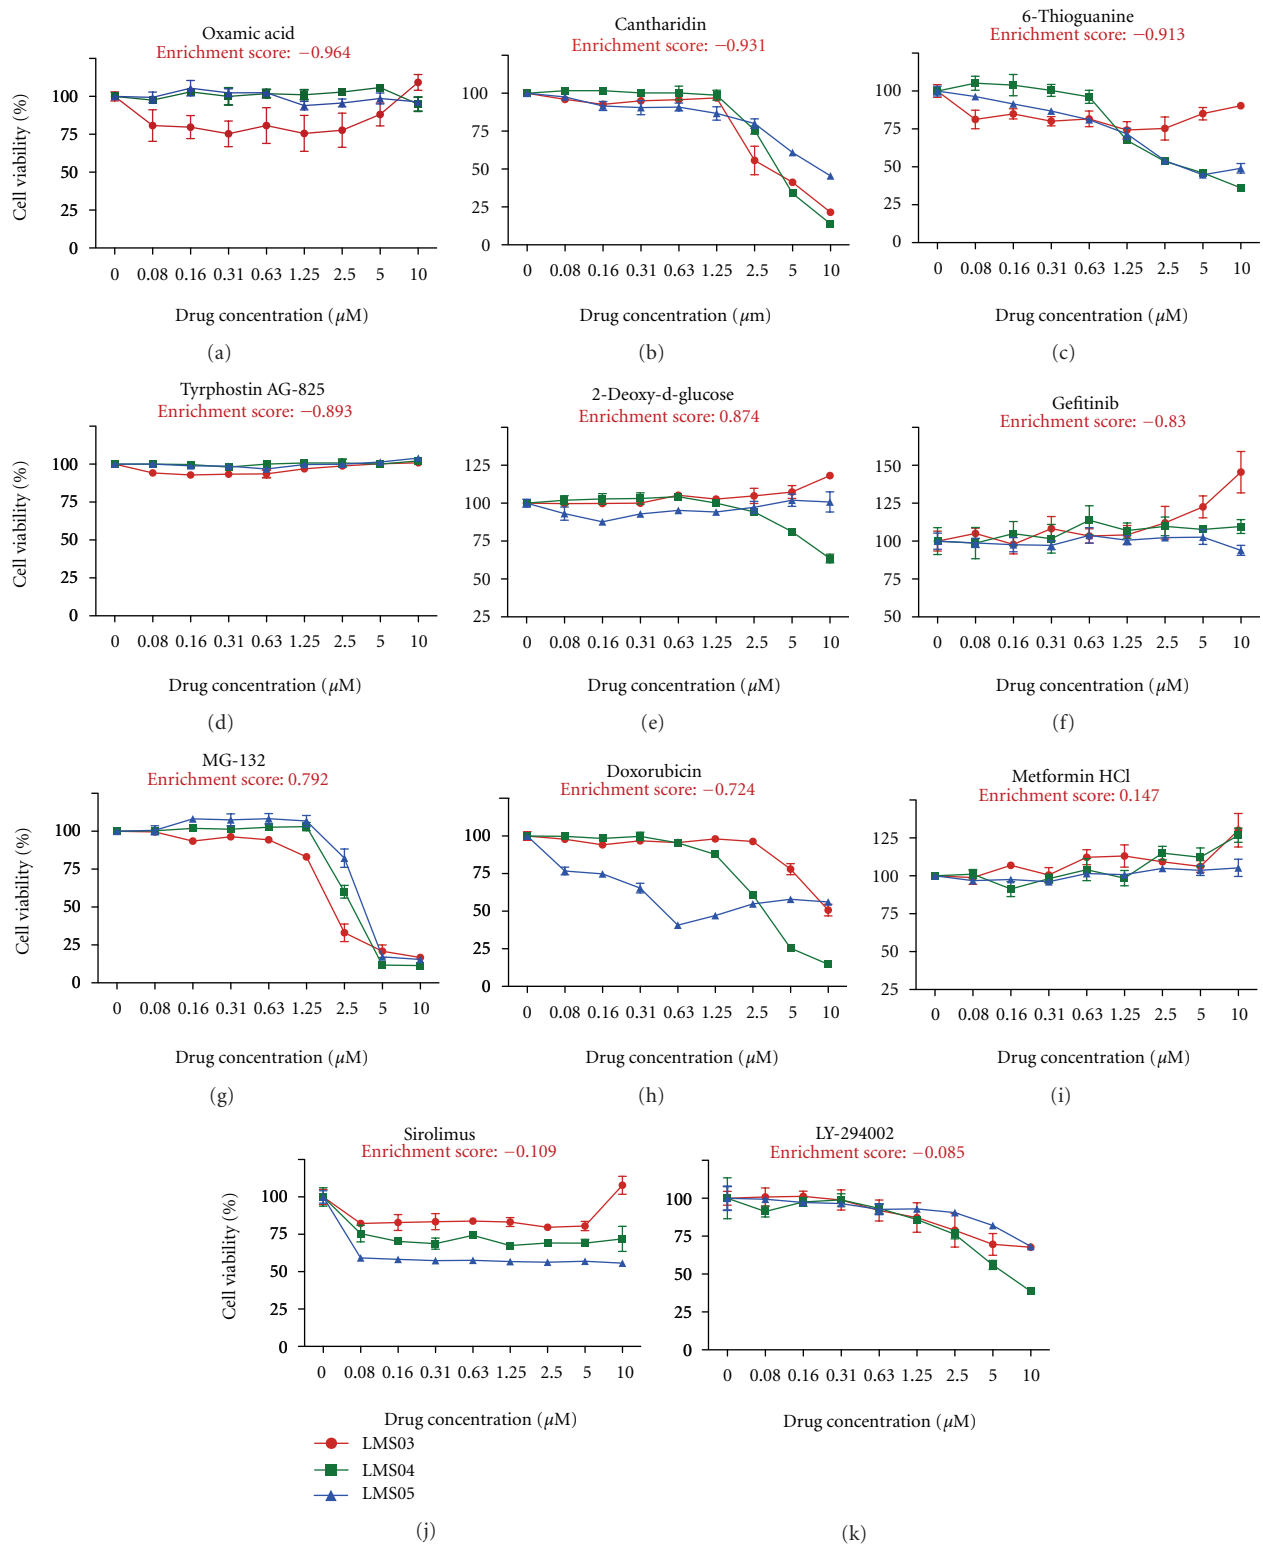 Oxamic acid
Enrichment score: −0.964
Cell viability (%)
100
75
50
25
0
0 0.08 0.16 0.31 0.63 1.25 2.5 5 10
Drug concentration (μM)
(a)
Cantharidin
Enrichment score: −0.931
100
75
50
25
0
0 0.08 0.16 0.31 0.63 1.25 2.5 5 10
Drug concentration (μm)
(b)
6-Thioguanine
Enrichment score: −0.913
100
75
50
25
0
0 0.08 0.16 0.31 0.63 1.25 2.5 5 10
Drug concentration (μM)
(c)
Tyrphostin AG-825
Enrichment score: −0.893
Cell viability (%)
100
75
50
25
0
0 0.08 0.16 0.31 0.63 1.25 2.5 5 10
Drug concentration (μM)
(d)
2-Deoxy-d-glucose
Enrichment score: 0.874
125
100
75
50
25
0 0.08 0.16 0.31 0.63 1.25 2.5 5 10
Drug concentration (μM)
(e)
Gefitinib
Enrichment score: −0.83
150
125
100
75
50
0 0.08 0.16 0.31 0.63 1.25 2.5 5 10
Drug concentration (μM)
(f)
MG-132
Enrichment score: 0.792
Cell viability (%)
100
75
50
25
0
0 0.08 0.16 0.31 0.63 1.25 2.5 5 10
Drug concentration (μM)
(g)
Doxorubicin
Enrichment score: −0.724
100
75
50
25
0
0 0.08 0.16 0.31 0.63 1.25 2.5 5 10
Drug concentration (μM)
(h)
Metformin HCl
Enrichment score: 0.147
125
100
75
50
25
0 0.08 0.16 0.31 0.63 1.25 2.5 5 10
Drug concentration (μM)
(i)
Sirolimus
Enrichment score: −0.109
Cell viability (%)
100
75
50
25
0
0 0.08 0.16 0.31 0.63 1.25 2.5 5 10
Drug concentration (μM)
LMS03
LMS04
LMS05
(j)
LY-294002
Enrichment score: −0.085
100
75
50
25
0
0 0.08 0.16 0.31 0.63 1.25 2.5 5 10
Drug concentration (μM)
(k)